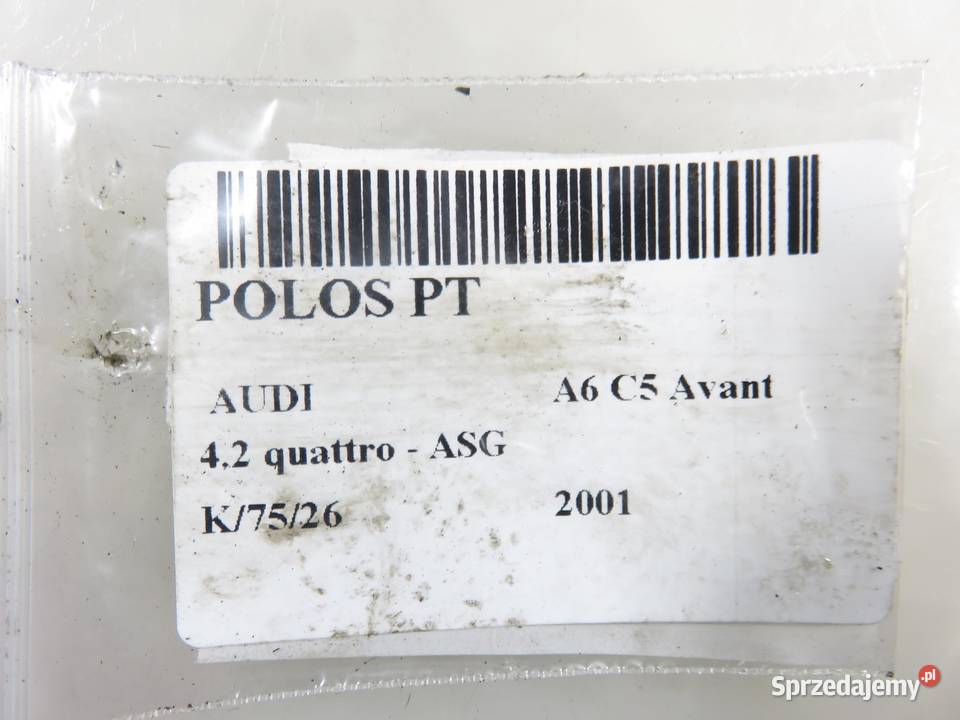 POLOS PT
AUDI A6 C5 Avant
4,2 quattro - ASG
K/75/26 2001
Sprzedajemy.pl